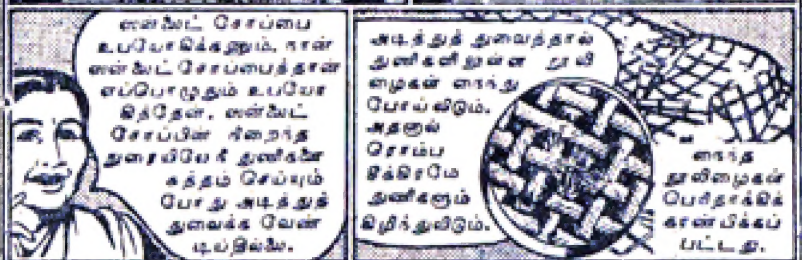 ஸன்லைட் சோப்பை
உபயோகிக்கணும். நான்
ஸன்லைட் சோப்பைத்தான்
எப்பொழுதும் உபயோ
கித்தேன். ஸன்லைட்
சோப்பின் நிறைந்த
நுரையிலே நீ துணிகளை
சுத்தம் செய்யும்
போது அடித்துத்
துவைக்க வேண்
டியதில்லை.
அடித்துத் துவைத்தால்
துணிகளிலுள்ள நூலி
ழைகள் நைந்து
போய்விடும்.
அதனால்
ரொம்ப
சீக்கிரமே
துணிகளும்
கிழிந்துவிடும்.
நைந்த
நூலிழைகள்
பெரிதாக்கிக்
காண்பிக்கப்
பட்டது.